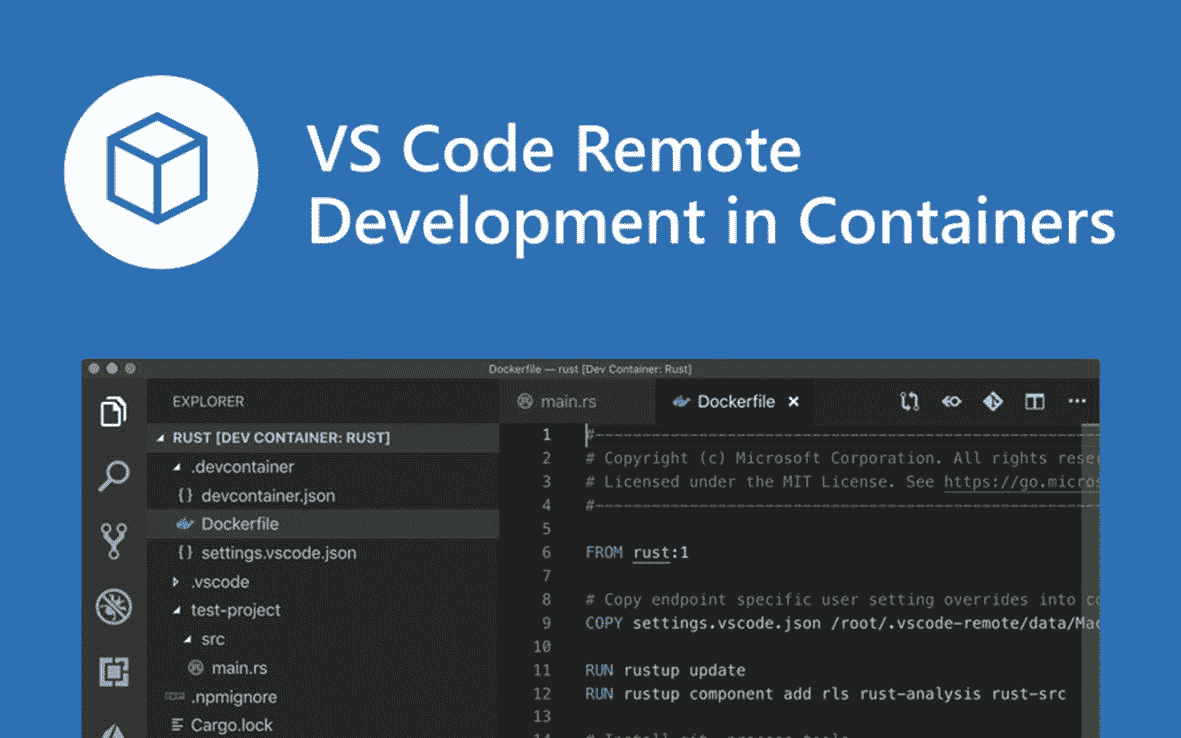 VS Code Remote
Development in Containers
Dockerfile — rust [Dev Container: Rust]
EXPLORER
main.rs
Dockerfile
RUST [DEV CONTAINER: RUST]
.devcontainer
{} devcontainer.json
Dockerfile
{} settings.vscode.json
.vscode
test-project
src
main.rs
.npmignore
Cargo.lock
1 #----------------------------------------------------
2 # Copyright (c) Microsoft Corporation. All rights rese
3 # Licensed under the MIT License. See https://go.micros
4 #----------------------------------------------------
5
6 FROM rust:1
7
8 # Copy endpoint specific user setting overrides into co
9 COPY settings.vscode.json /root/.vscode-remote/data/Mac
10
11 RUN rustup update
12 RUN rustup component add rls rust-analysis rust-src
13
14 # Install git, process tools